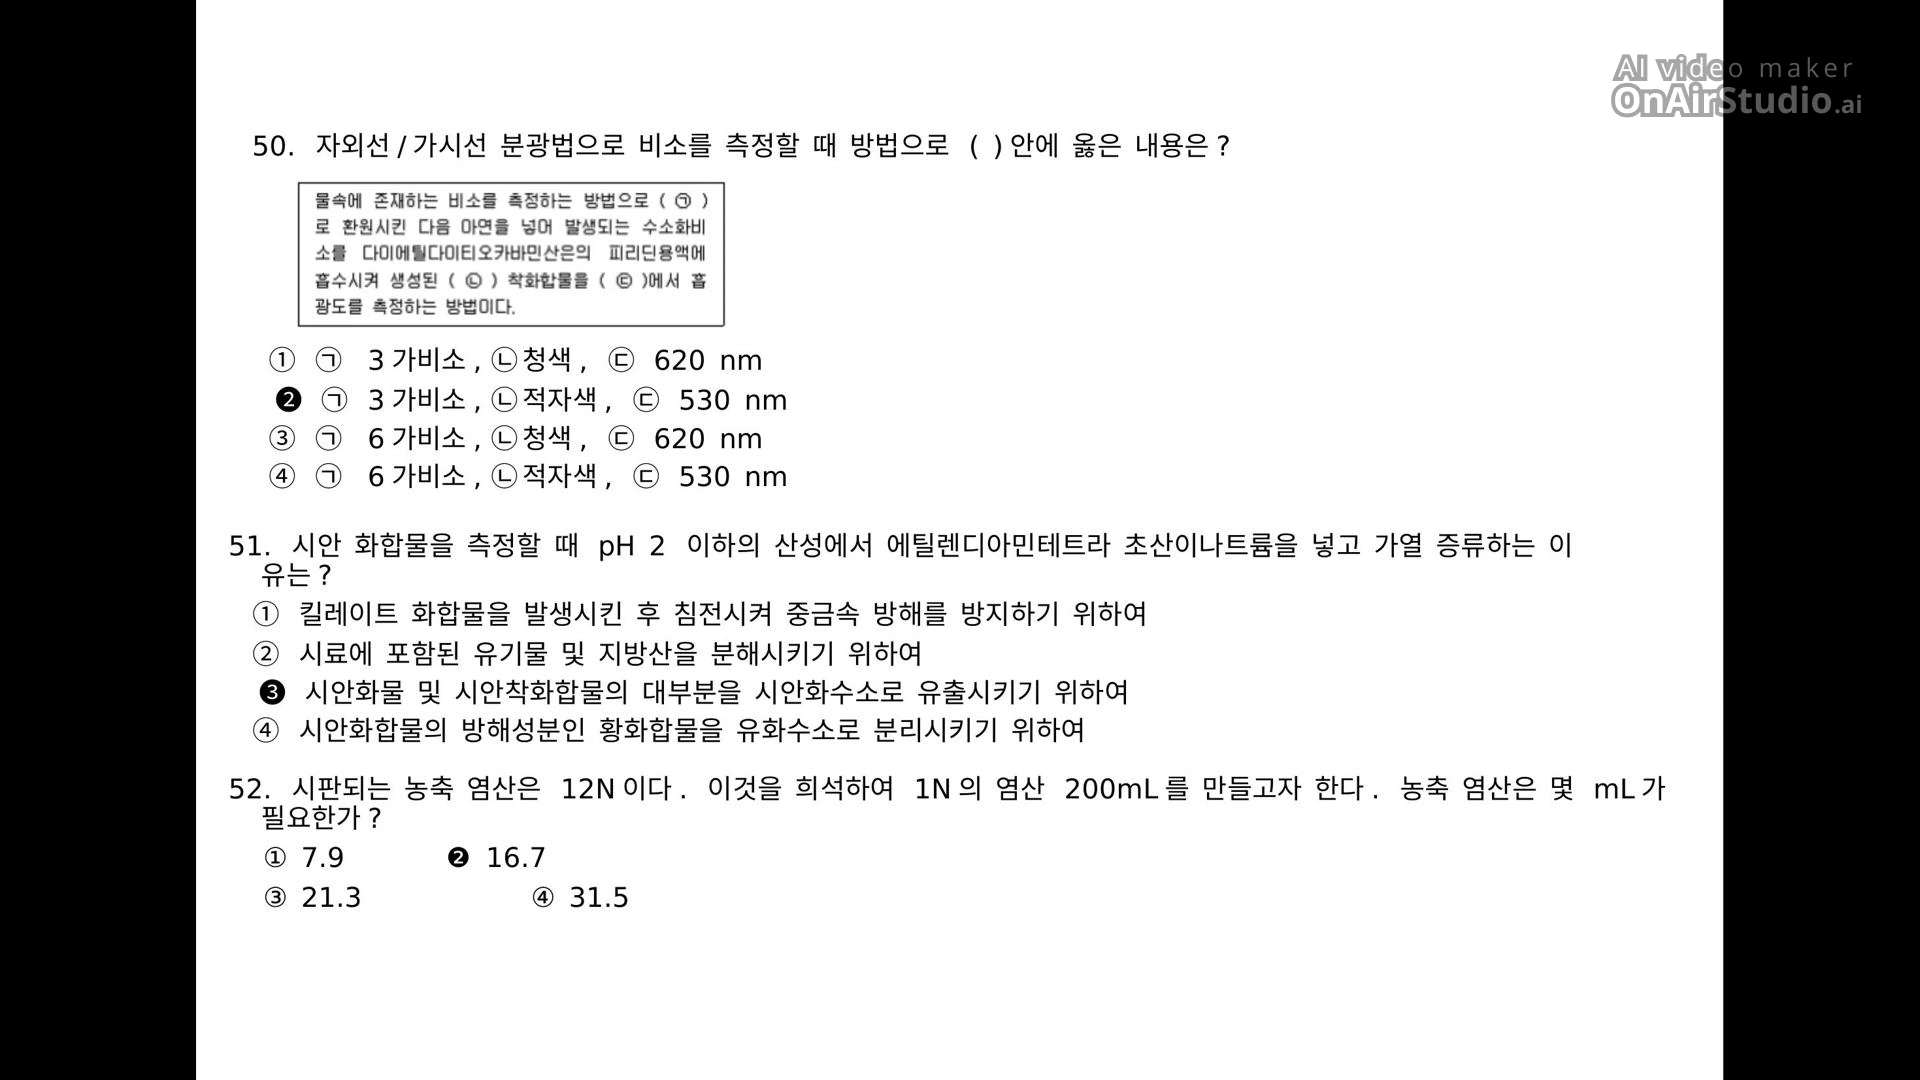 AI video maker
OnAirStudio.ai
50. 자외선/가시선 분광법으로 비소를 측정할 때 방법으로 ( )안에 옳은 내용은?
물속에 존재하는 비소를 측정하는 방법으로 ( ㉠ )
로 환원시킨 다음 아연을 넣어 발생되는 수소화비
소를 다이에틸다이티오카바민산은의 피리딘용액에
흡수시켜 생성된 ( ㉡ ) 착화합물을 ( ㉢ )에서 흡
광도를 측정하는 방법이다.
① ㉠ 3가비소, ㉡청색, ㉢ 620 nm
❷ ㉠ 3가비소, ㉡적자색, ㉢ 530 nm
③ ㉠ 6가비소, ㉡청색, ㉢ 620 nm
④ ㉠ 6가비소, ㉡적자색, ㉢ 530 nm
51. 시안 화합물을 측정할 때 pH 2 이하의 산성에서 에틸렌디아민테트라 초산이나트륨을 넣고 가열 증류하는 이
유는?
① 킬레이트 화합물을 발생시킨 후 침전시켜 중금속 방해를 방지하기 위하여
② 시료에 포함된 유기물 및 지방산을 분해시키기 위하여
❸ 시안화물 및 시안착화합물의 대부분을 시안화수소로 유출시키기 위하여
④ 시안화합물의 방해성분인 황화합물을 유화수소로 분리시키기 위하여
52. 시판되는 농축 염산은 12N이다. 이것을 희석하여 1N의 염산 200mL를 만들고자 한다. 농축 염산은 몇 mL가
필요한가?
① 7.9 ❷ 16.7
③ 21.3 ④ 31.5